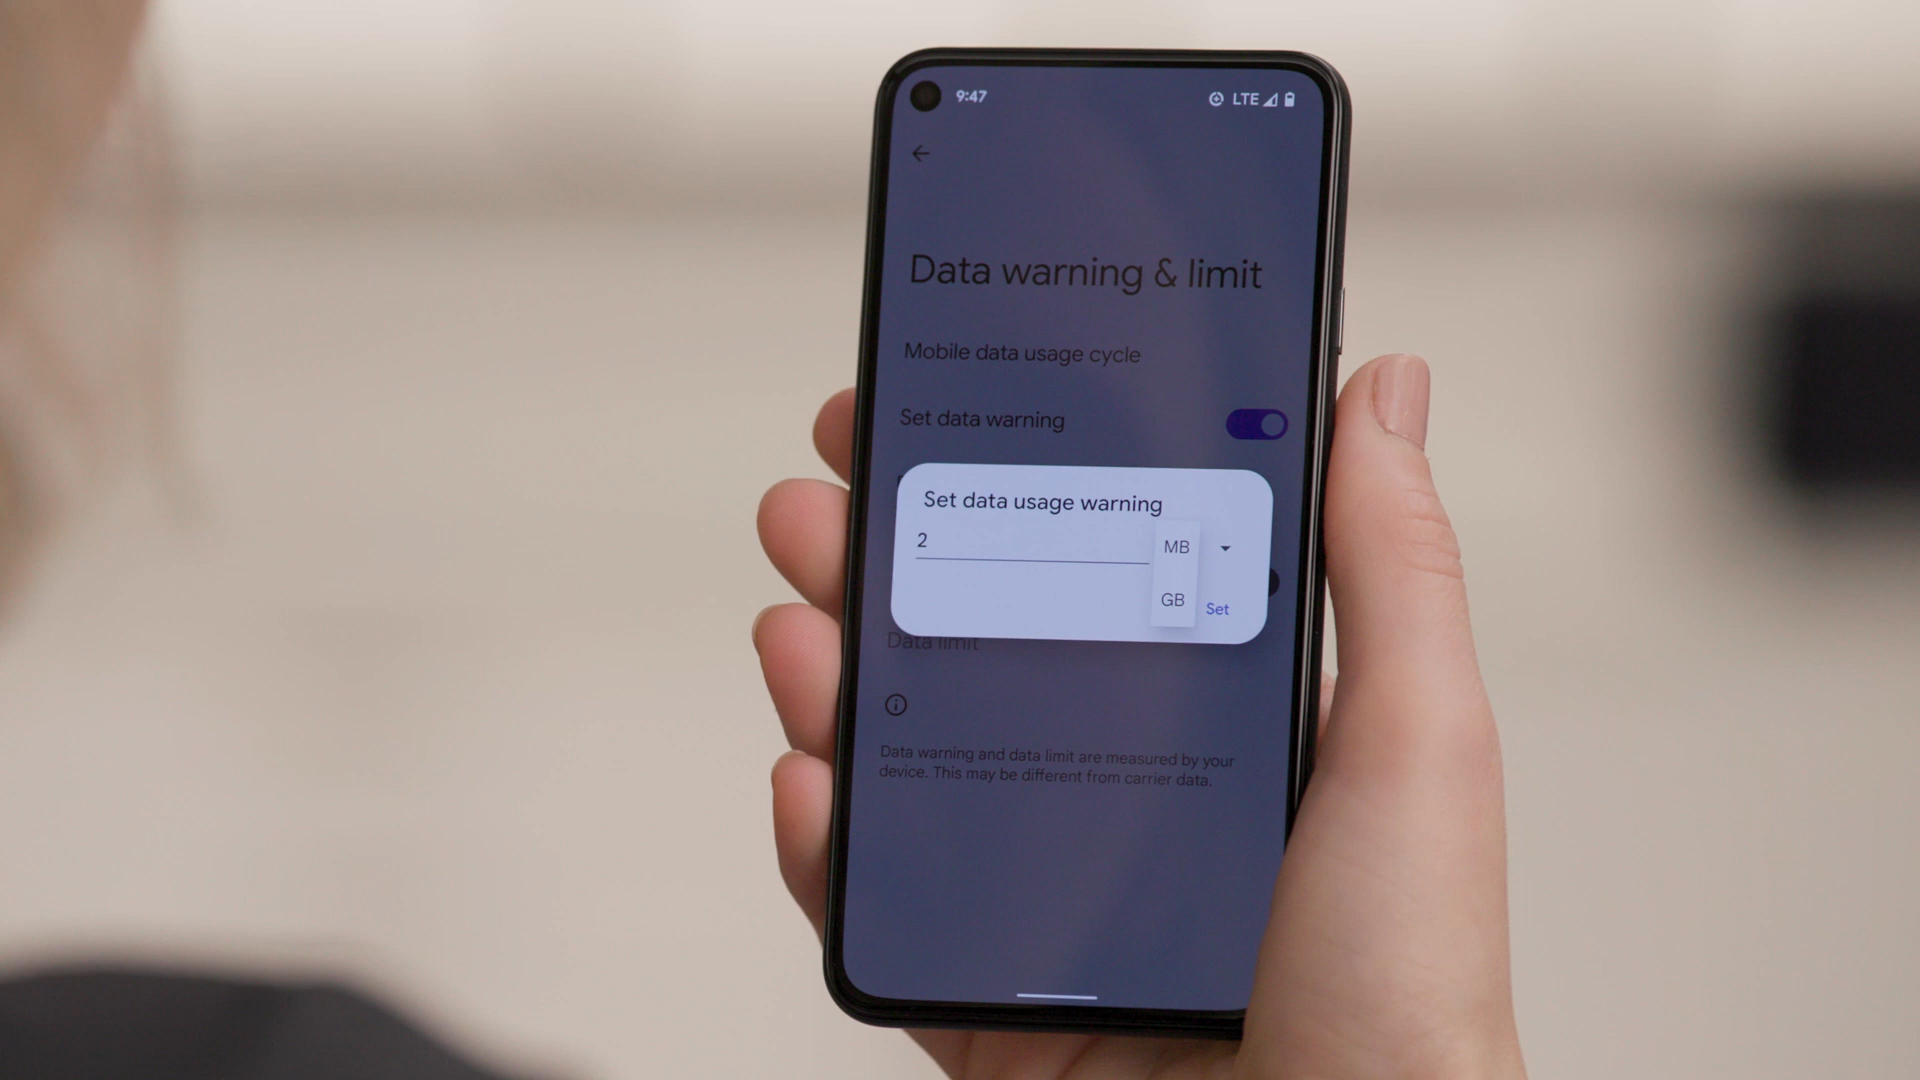 9:47 LTE
Data warning & limit
Mobile data usage cycle
Set data warning
Set data usage warning
2
MB
GB
Set
Data limit
Data warning and data limit are measured by your
device. This may be different from carrier data.